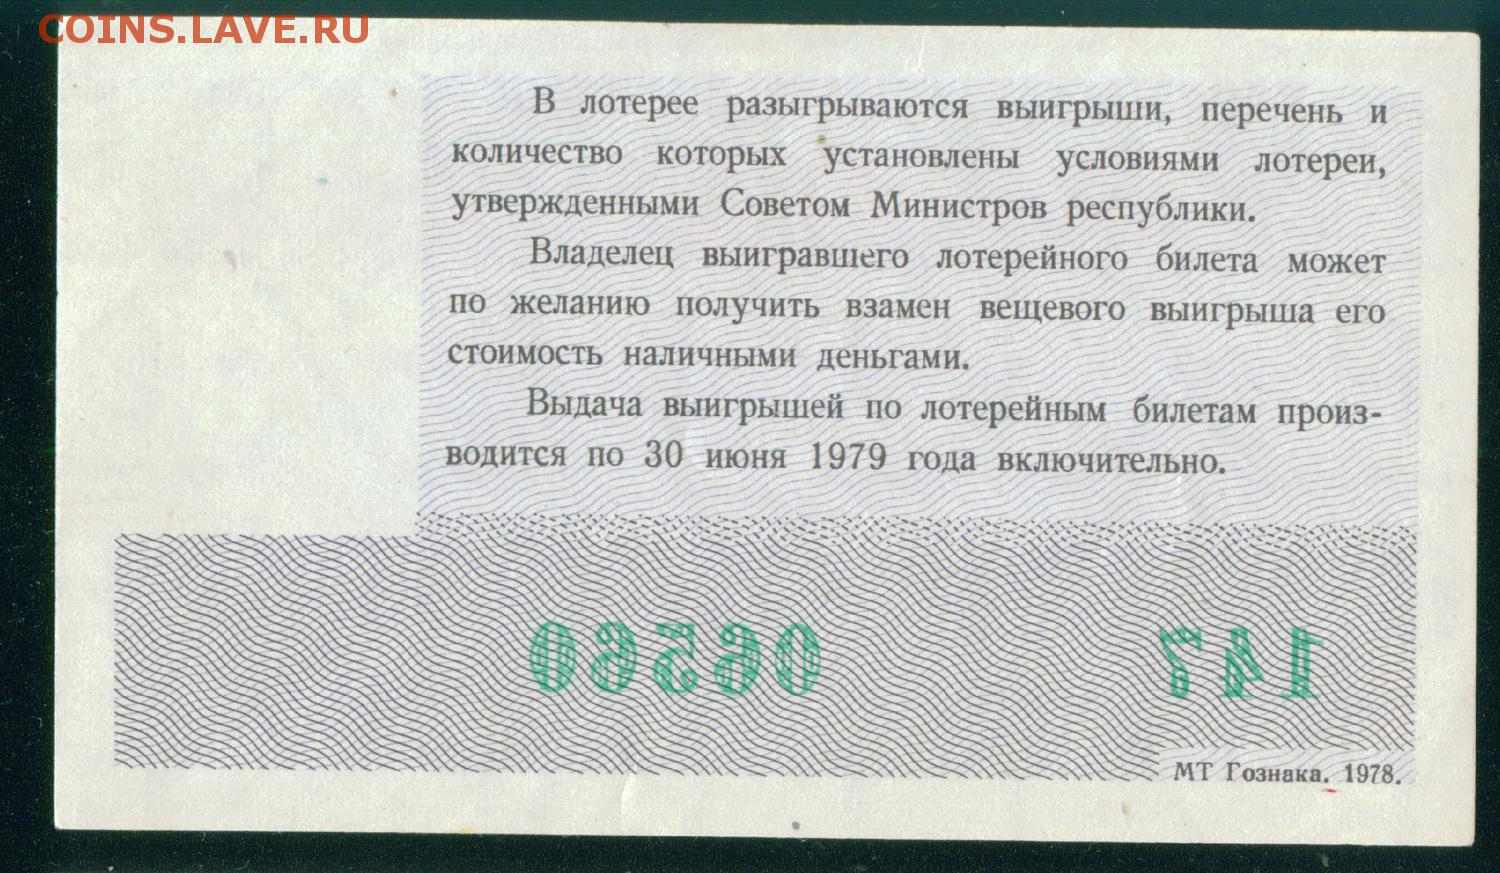 COINS.LAVE.RU
В лотерее разыгрываются выигрыши, перечень и
количество которых установлены условиями лотереи,
утвержденными Советом Министров республики.
Владелец выигравшего лотерейного билета может
по желанию получить взамен вещевого выигрыша его
стоимость наличными деньгами.
Выдача выигрышей по лотерейным билетам произ-
водится по 30 июня 1979 года включительно.
147
МТ Гознака. 1978.